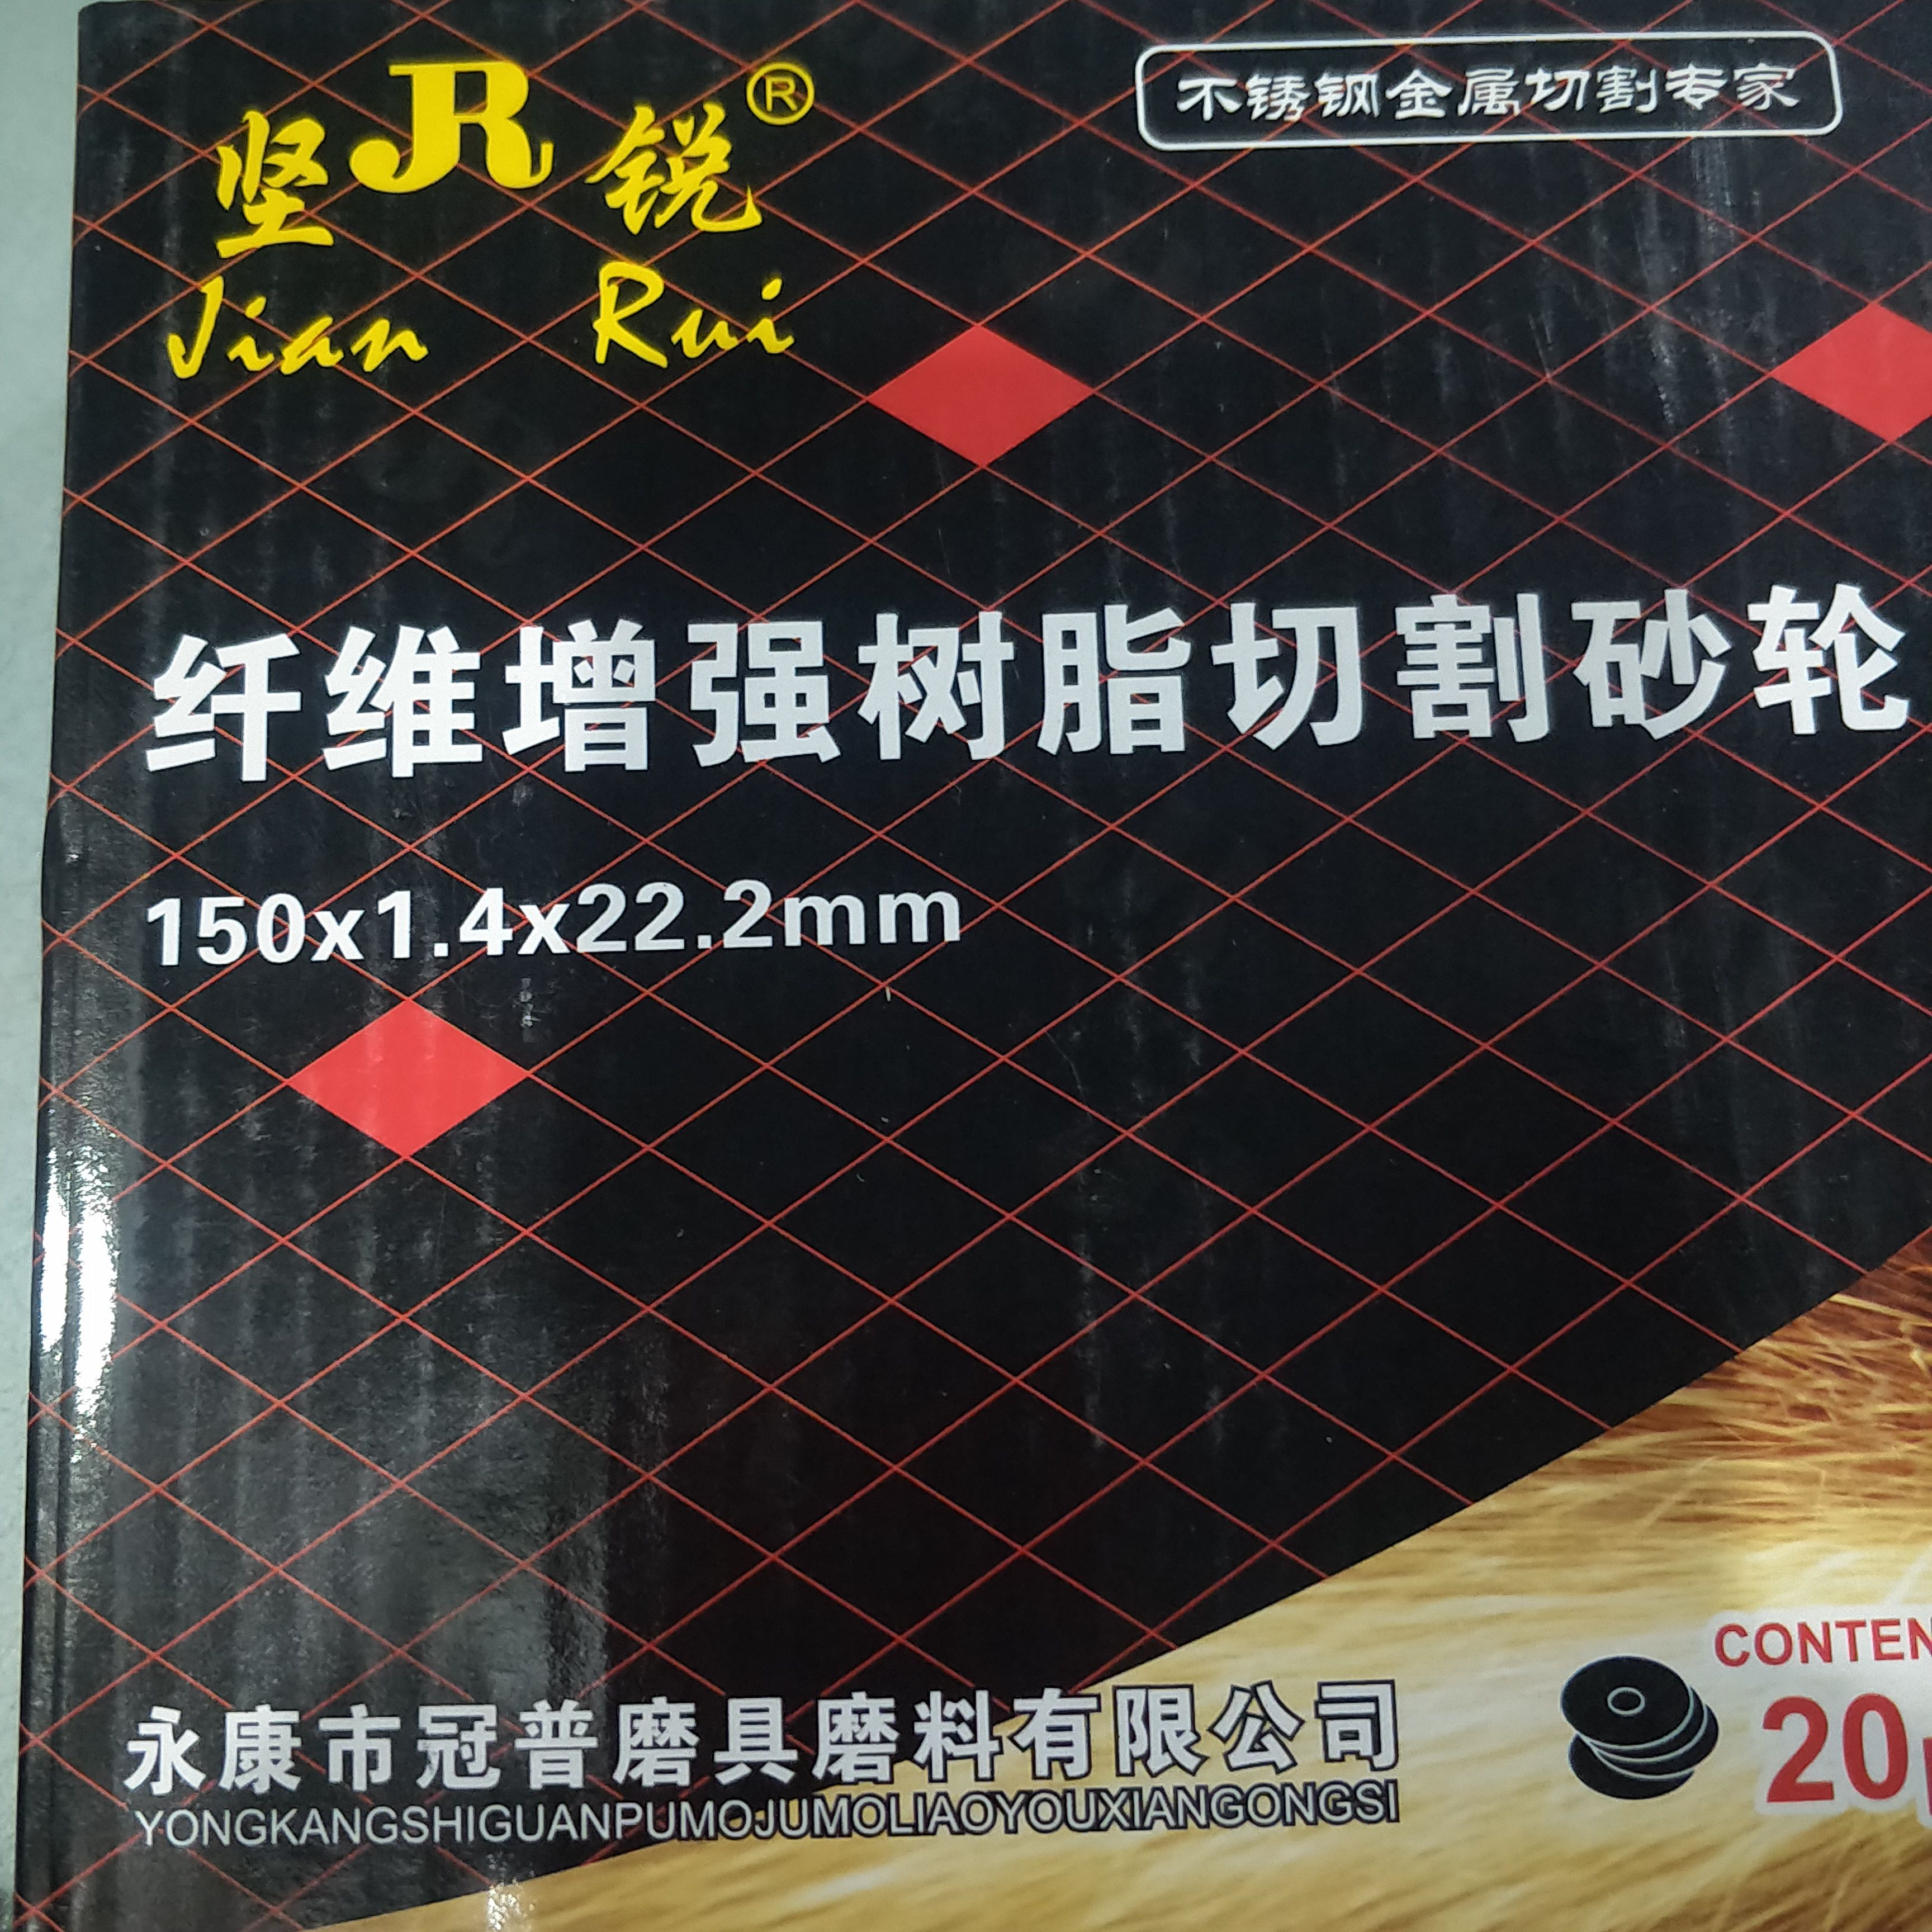 JR
坚锐®
Jian Rui
不锈钢金属切割专家
纤维增强树脂切割砂轮
150x1.4x22.2mm
永康市冠普磨具磨料有限公司
YONGKANGSHIGUANPUMOJUMOLIAOYOUXIANGONGSI
CONTEN
20